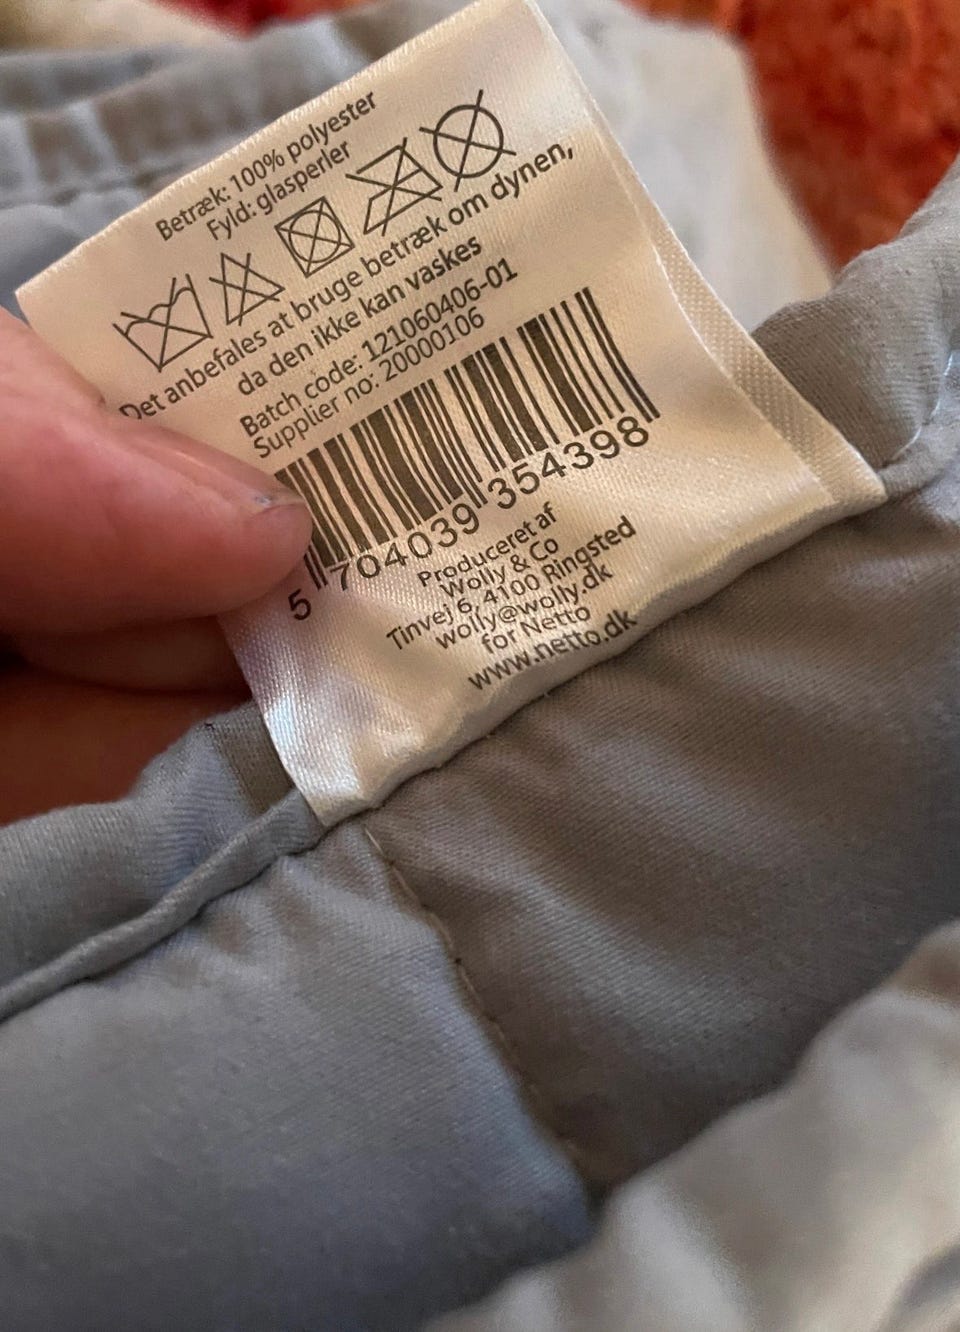 Betræk: 100% polyester
Fyld: glasperler
Det anbefales at bruge betræk om dynen,
da den ikke kan vaskes
Batch code: 121060406-01
Supplier no: 20000106
5 704039 354398
Produceret af
Wolly & Co
Tinvej 6, 4100 Ringsted
wolly@wolly.dk
for Netto
www.netto.dk